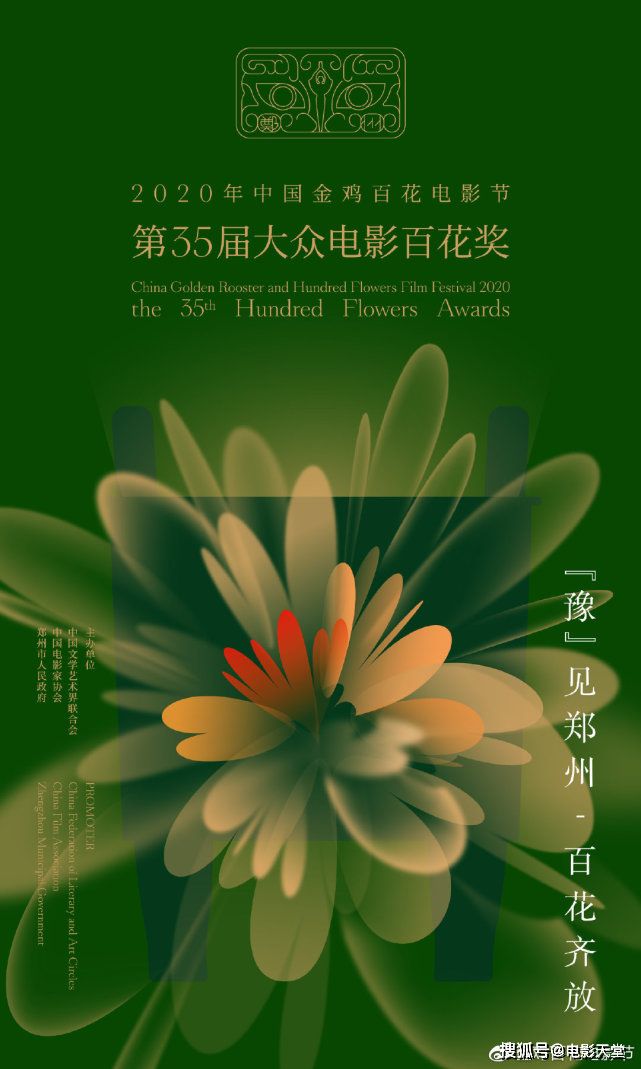 2020年中国金鸡百花电影节
第35届大众电影百花奖
China Golden Rooster and Hundred Flowers Film Festival 2020
the 35th Hundred Flowers Awards
『豫』见郑州-百花齐放
主办单位
中国文学艺术界联合会
中国电影家协会
郑州市人民政府
PROMOTER
China Federation of Literary and Art Circles
China Film Association
Zhengzhou Municipal Government
搜狐号@电影天堂